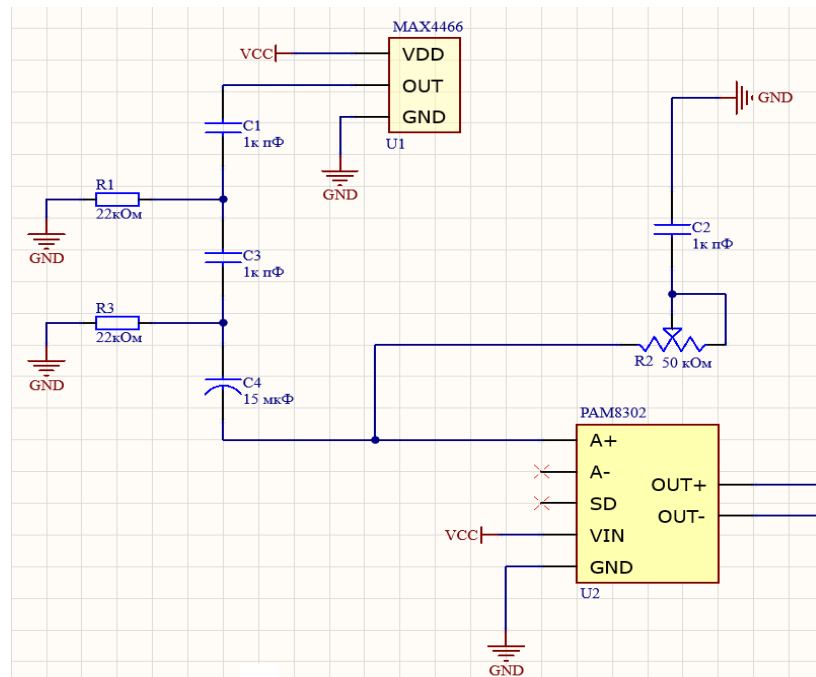 MAX4466
VCC
VDD
OUT
GND
U1
GND
C1
1к пФ
GND
R1
22кОм
GND
C3
1к пФ
C2
1к пФ
R3
22кОм
GND
C4
15 мкФ
R2 50 кОм
PAM8302
A+
A-
SD
VIN
GND
OUT+
OUT-
VCC
U2
GND